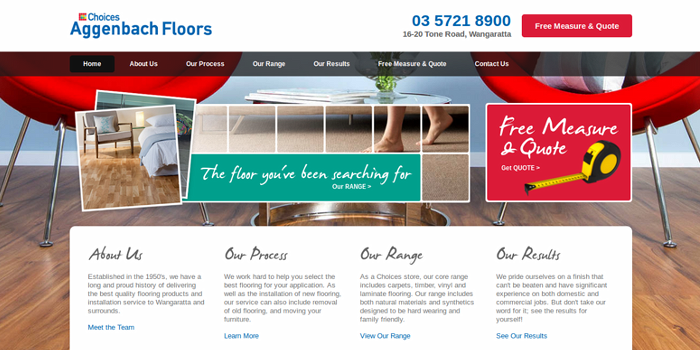 Choices
Aggenbach Floors
03 5721 8900
16-20 Tone Road, Wangaratta
Free Measure & Quote
Home
About Us
Our Process
Our Range
Our Results
Free Measure & Quote
Contact Us
The floor you've been searching for
Our RANGE >
Free Measure
& Quote
Get QUOTE >
About Us
Established in the 1950's, we have a
long and proud history of delivering
the best quality flooring products and
installation service to Wangaratta and
surrounds.
Meet the Team
Our Process
We work hard to help you select the
best flooring for your application. As
well as the installation of new flooring,
our service can also include removal
of old flooring, and moving your
furniture.
Learn More
Our Range
As a Choices store, our core range
includes carpets, timber, vinyl and
laminate flooring. Our range includes
both natural materials and synthetics
designed to be hard wearing and
family friendly.
View Our Range
Our Results
We pride ourselves on a finish that
can't be beaten and have significant
experience on both domestic and
commercial jobs. But don't take our
word for it; see the results for
yourself!
See Our Results